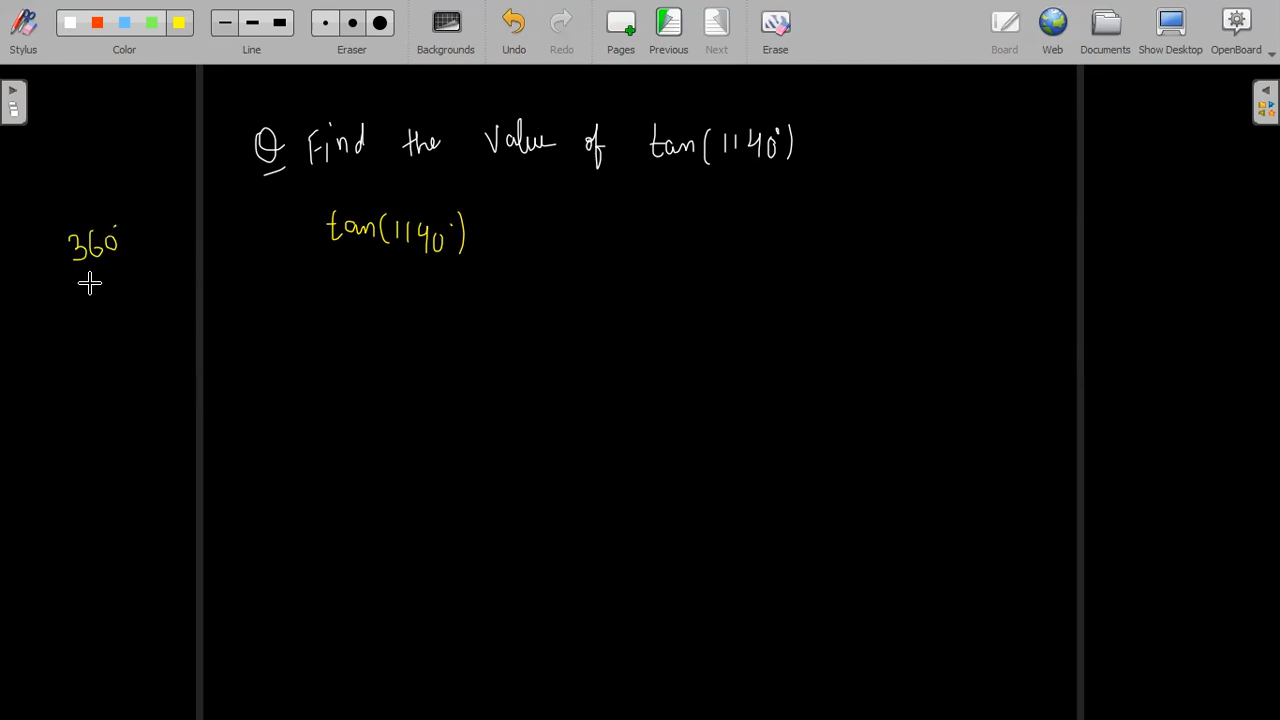 Stylus Color Line Eraser Backgrounds Undo Redo Pages Previous Next Erase Board Web Documents Show Desktop OpenBoard
Q Find the value of tan(1140°)
tan(1140°)
360°